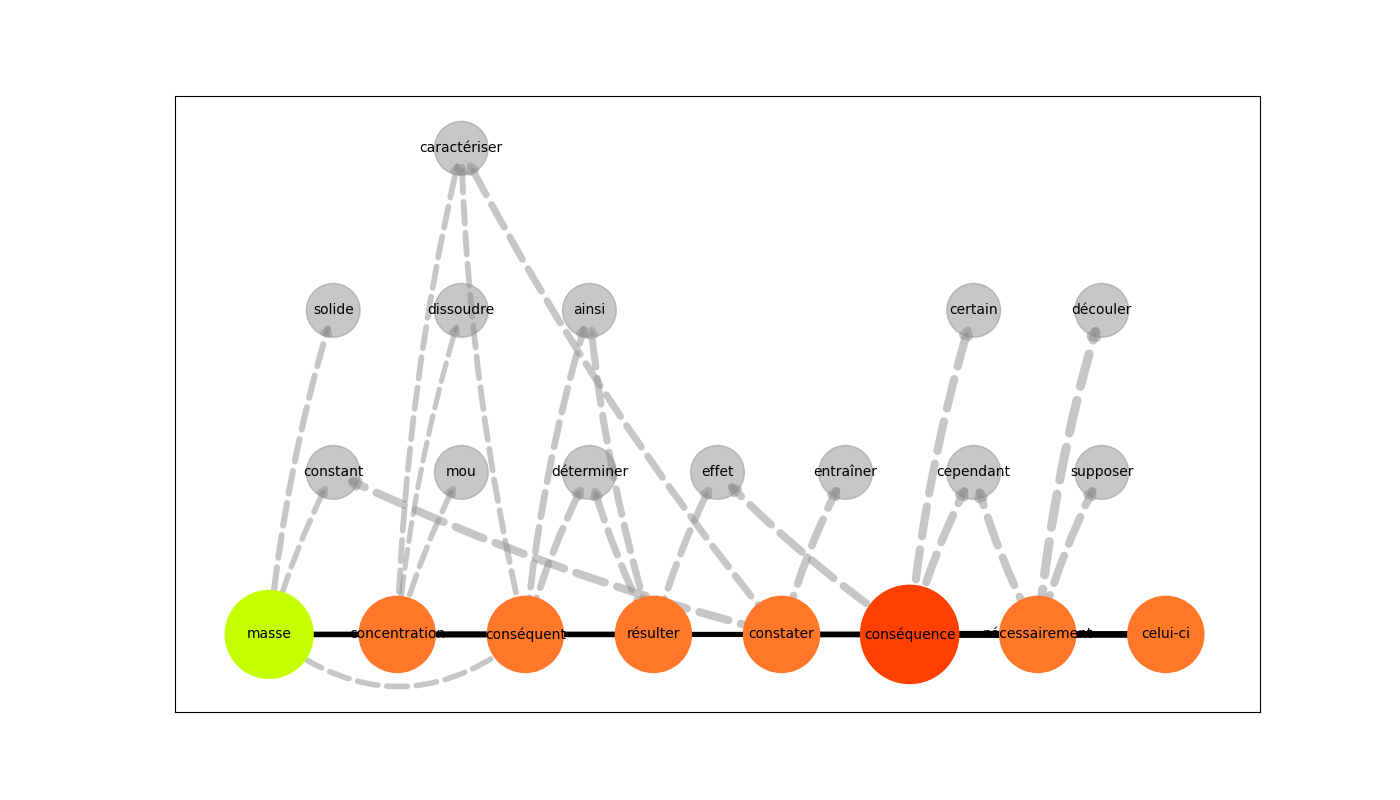 caractériser
solide dissoudre ainsi certain découler
constant mou déterminer effet entraîner cependant supposer
masse concentration conséquent résulter constater conséquence nécessairement celui-ci